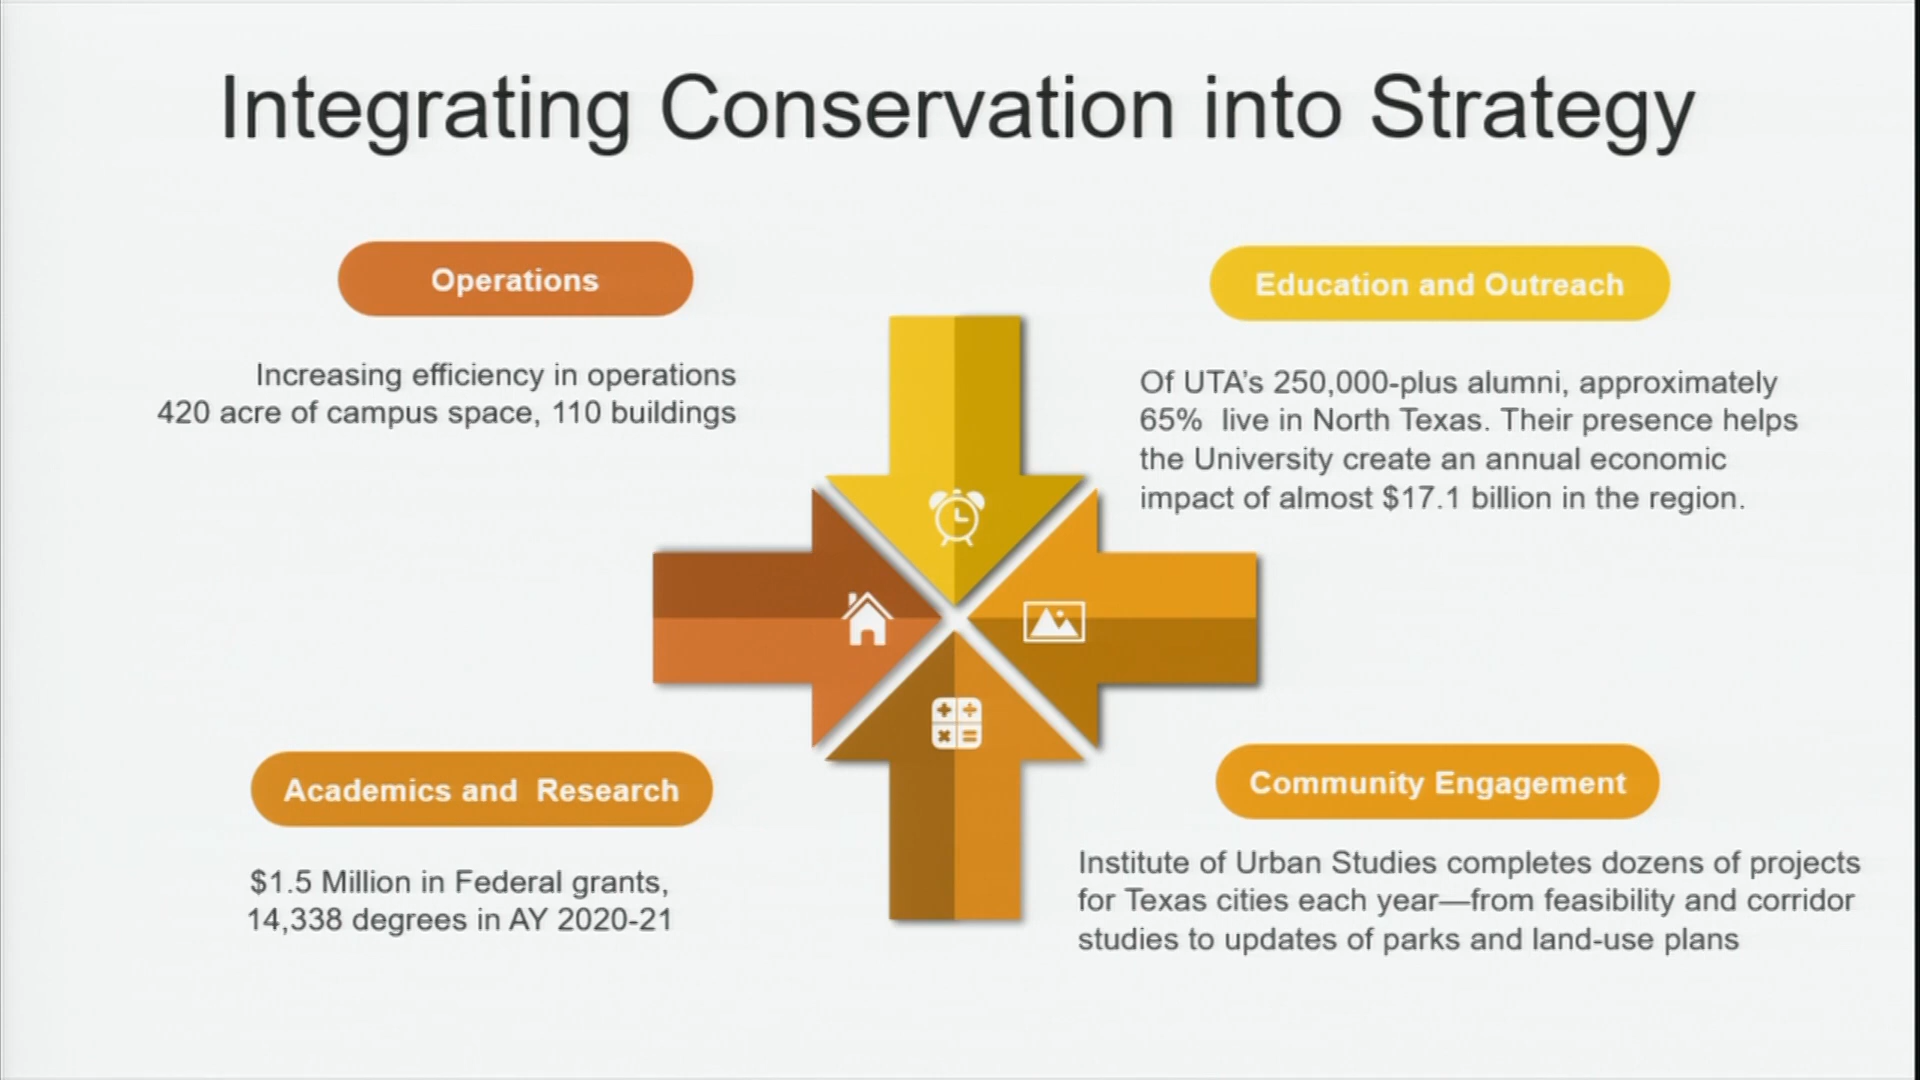 Integrating Conservation into Strategy
Operations
Increasing efficiency in operations
420 acre of campus space, 110 buildings
Education and Outreach
Of UTA’s 250,000-plus alumni, approximately
65%  live in North Texas. Their presence helps
the University create an annual economic
impact of almost $17.1 billion in the region.
Academics and  Research
$1.5 Million in Federal grants,
14,338 degrees in AY 2020-21
Community Engagement
Institute of Urban Studies completes dozens of projects
for Texas cities each year—from feasibility and corridor
studies to updates of parks and land-use plans